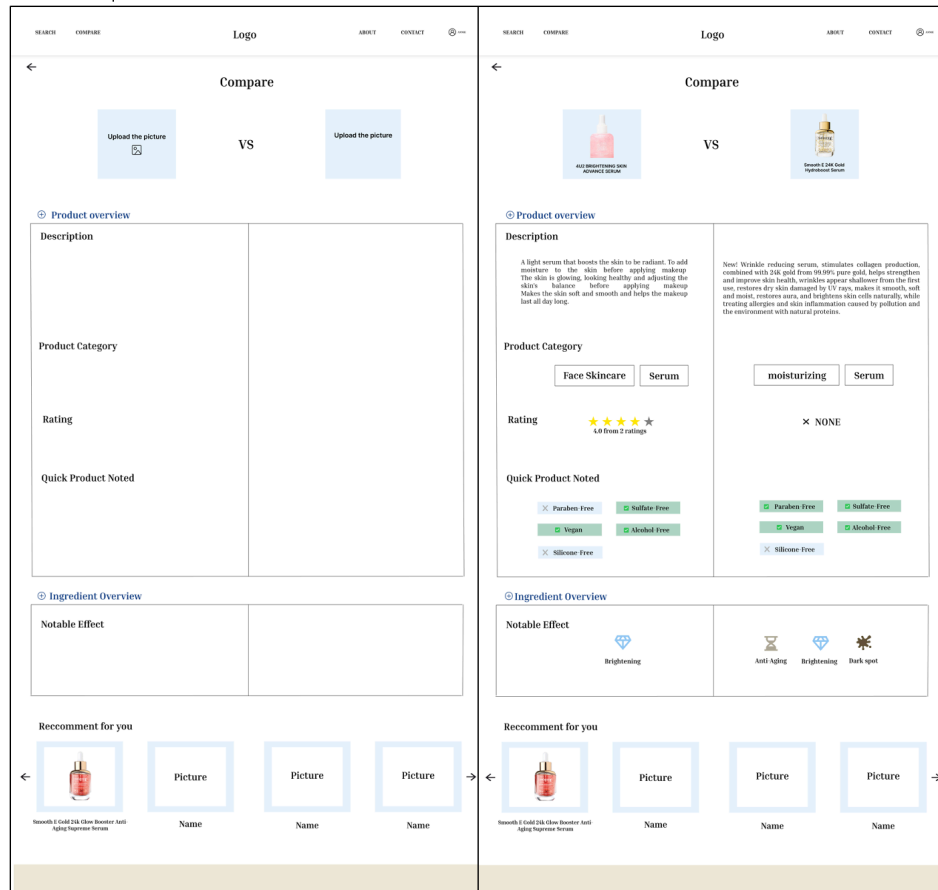 SEARCH COMPARE Logo ABOUT CONTACT
Compare
Upload the picture
VS
Upload the picture
Product overview
Description
Product Category
Rating
Quick Product Noted
Ingredient Overview
Notable Effect
Reccomment for you
Picture
Picture
Picture
Smooth E Gold 24k Glow Booster Anti-
Aging Supreme Serum
Name
Name
Name
SEARCH COMPARE Logo ABOUT CONTACT
Compare
AU2 BRIGHTENING SKIN
ADVANCE SERUM
VS
Smooth E 24K Gold
Hydroboost Serum
Product overview
Description
A light serum that boosts the skin to be radiant. To add
moisture to the skin before applying makeup
The skin is glowing, looking healthy and adjusting the
skin's balance before applying makeup
Makes the skin soft and smooth and helps the makeup
last all day long.
New! Wrinkle reducing serum, stimulates collagen production,
combined with 24K gold from 99.99% pure gold, helps strengthen
and improve skin health, wrinkles appear shallower from the first
use, restores dry skin damaged by UV rays, makes it smooth, soft
and moist, restores aura, and brightens skin cells naturally, while
treating allergies and skin inflammation caused by pollution and
the environment with natural proteins.
Product Category
Face Skincare Serum
moisturizing Serum
Rating
4.0 from 2 ratings
NONE
Quick Product Noted
Paraben-Free Sulfate-Free
Vegan Alcohol-Free
Silicone-Free
Paraben-Free Sulfate-Free
Vegan Alcohol-Free
Silicone-Free
Ingredient Overview
Notable Effect
Brightening
Anti-Aging Brightening Dark spot
Reccomment for you
Picture
Picture
Picture
Smooth E Gold 24k Glow Booster Anti-
Aging Supreme Serum
Name
Name
Name